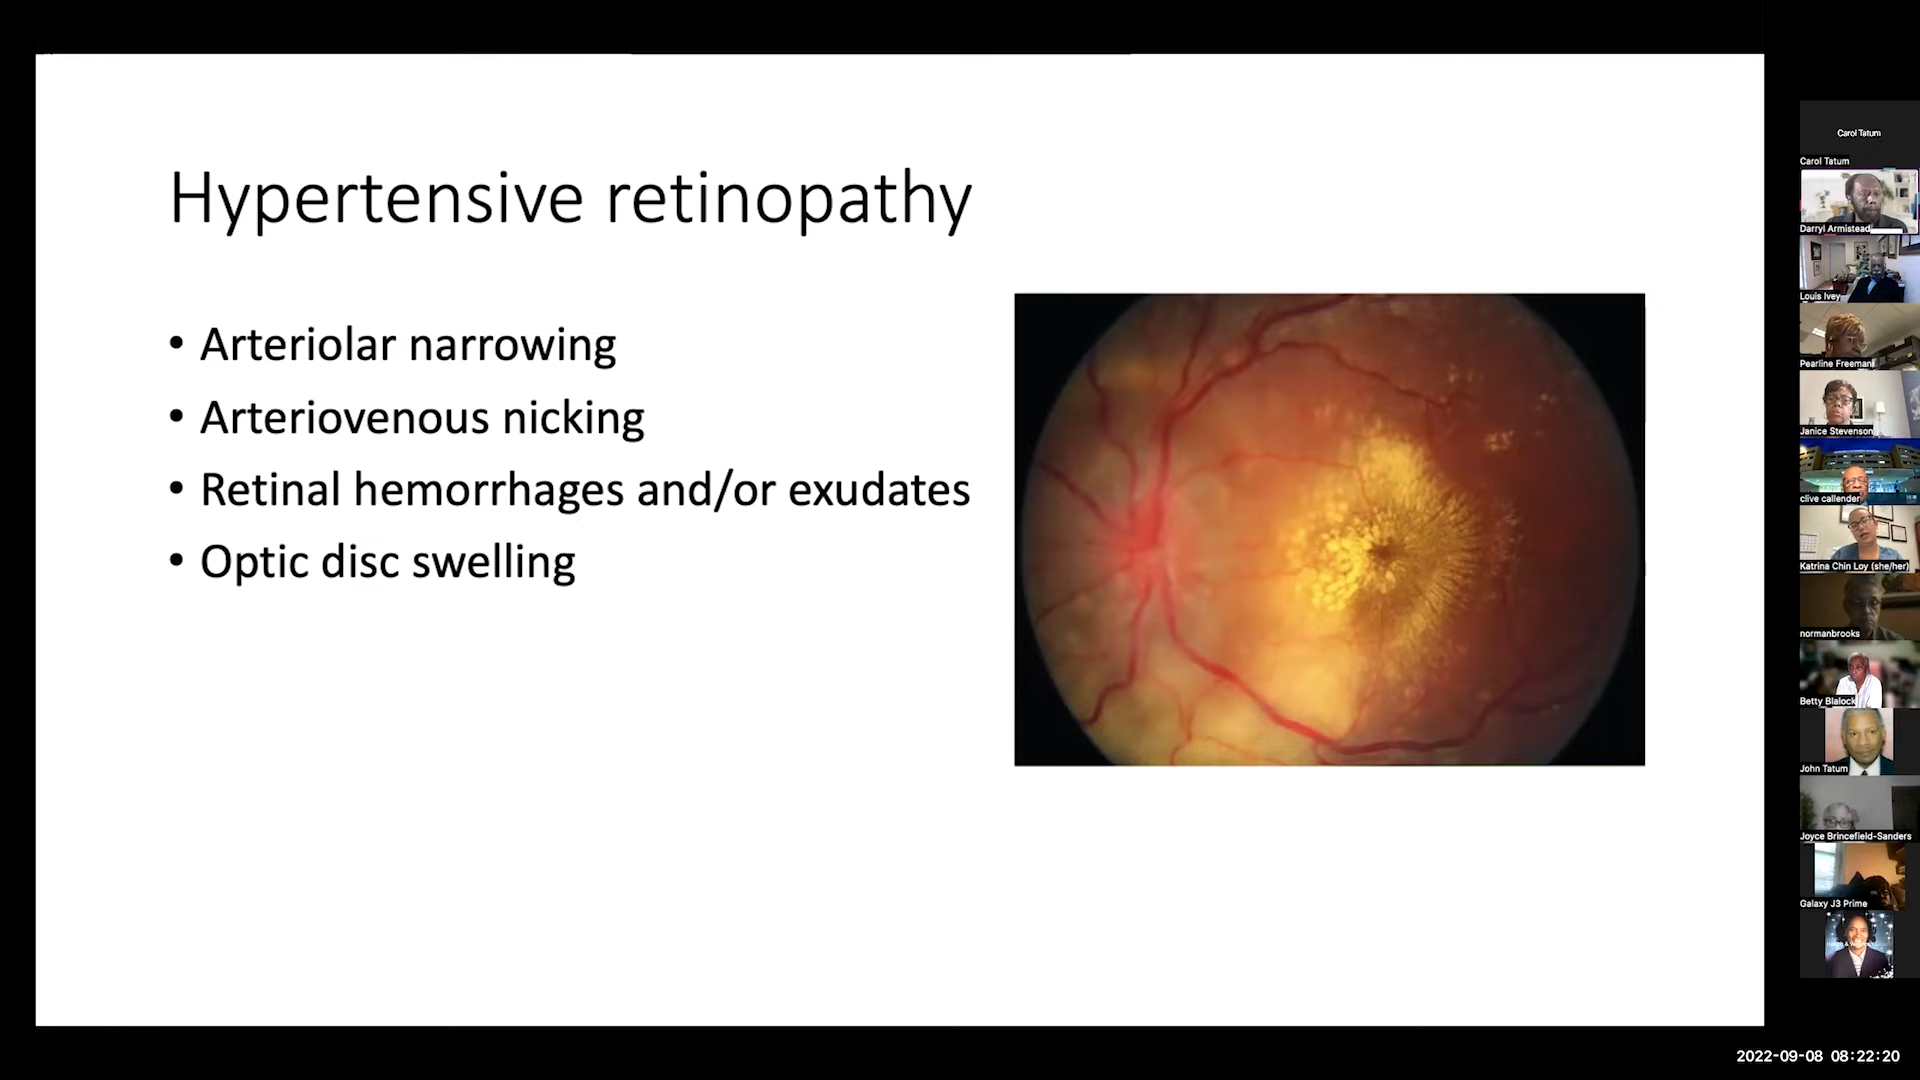 Hypertensive retinopathy
• Arteriolar narrowing
• Arteriovenous nicking
• Retinal hemorrhages and/or exudates
• Optic disc swelling
Carol Tatum
Carol Tatum
Darryl Armistead
Louis Ivey
Pearline Freeman
Janice Stevenson
clive callender
Katrina Chin Loy (she/her)
normanbrooks
Betty Blalock
John Tatum
Joyce Brincefield-Sanders
Galaxy J3 Prime
2022-09-08 08:22:20